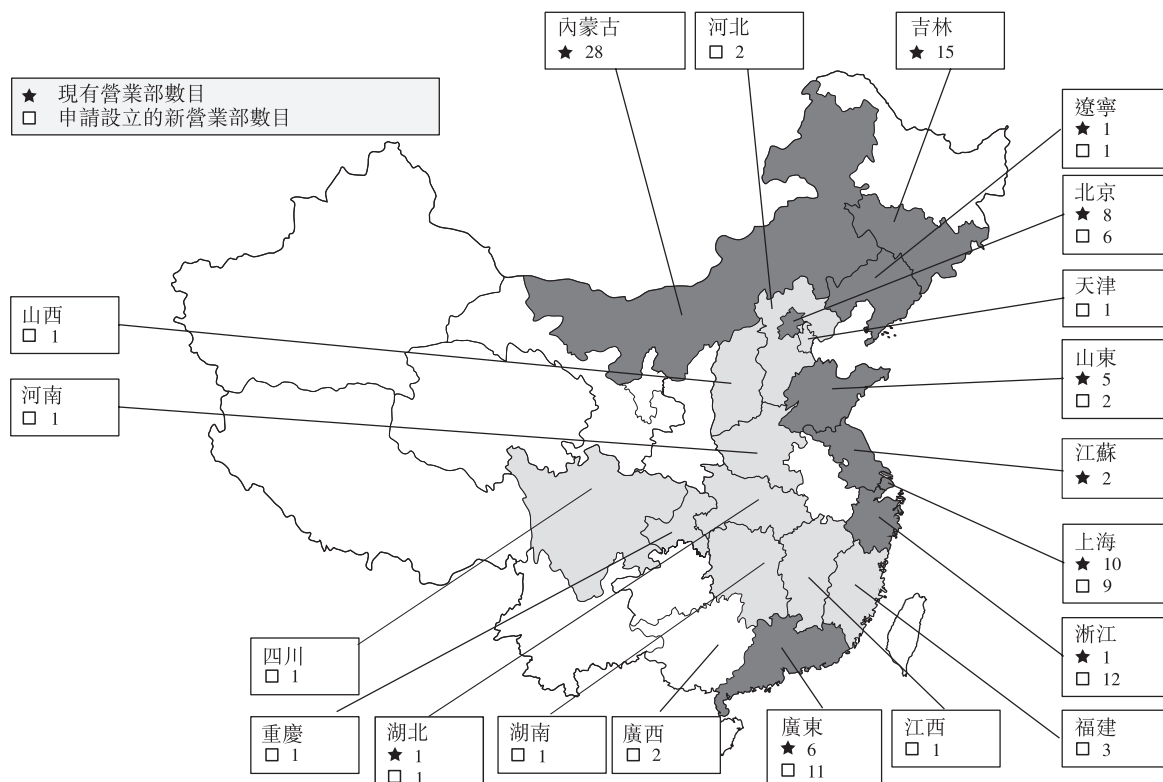 內蒙古
★ 28
河北
□ 2
吉林
★ 15
★ 現有營業部數目
□ 申請設立的新營業部數目
遼寧
★ 1
□ 1
北京
★ 8
□ 6
天津
□ 1
山西
□ 1
山東
★ 5
□ 2
河南
□ 1
江蘇
★ 2
上海
★ 10
□ 9
浙江
★ 1
□ 12
四川
□ 1
重慶
□ 1
湖北
★ 1
□ 1
湖南
□ 1
廣西
□ 2
廣東
★ 6
□ 11
江西
□ 1
福建
□ 3